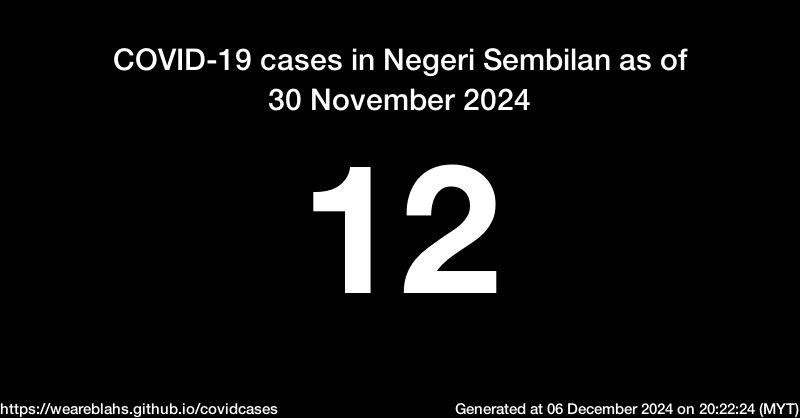 COVID-19 cases in Negeri Sembilan as of
30 November 2024
12
https://weareblahs.github.io/covidcases
Generated at 06 December 2024 on 20:22:24 (MYT)